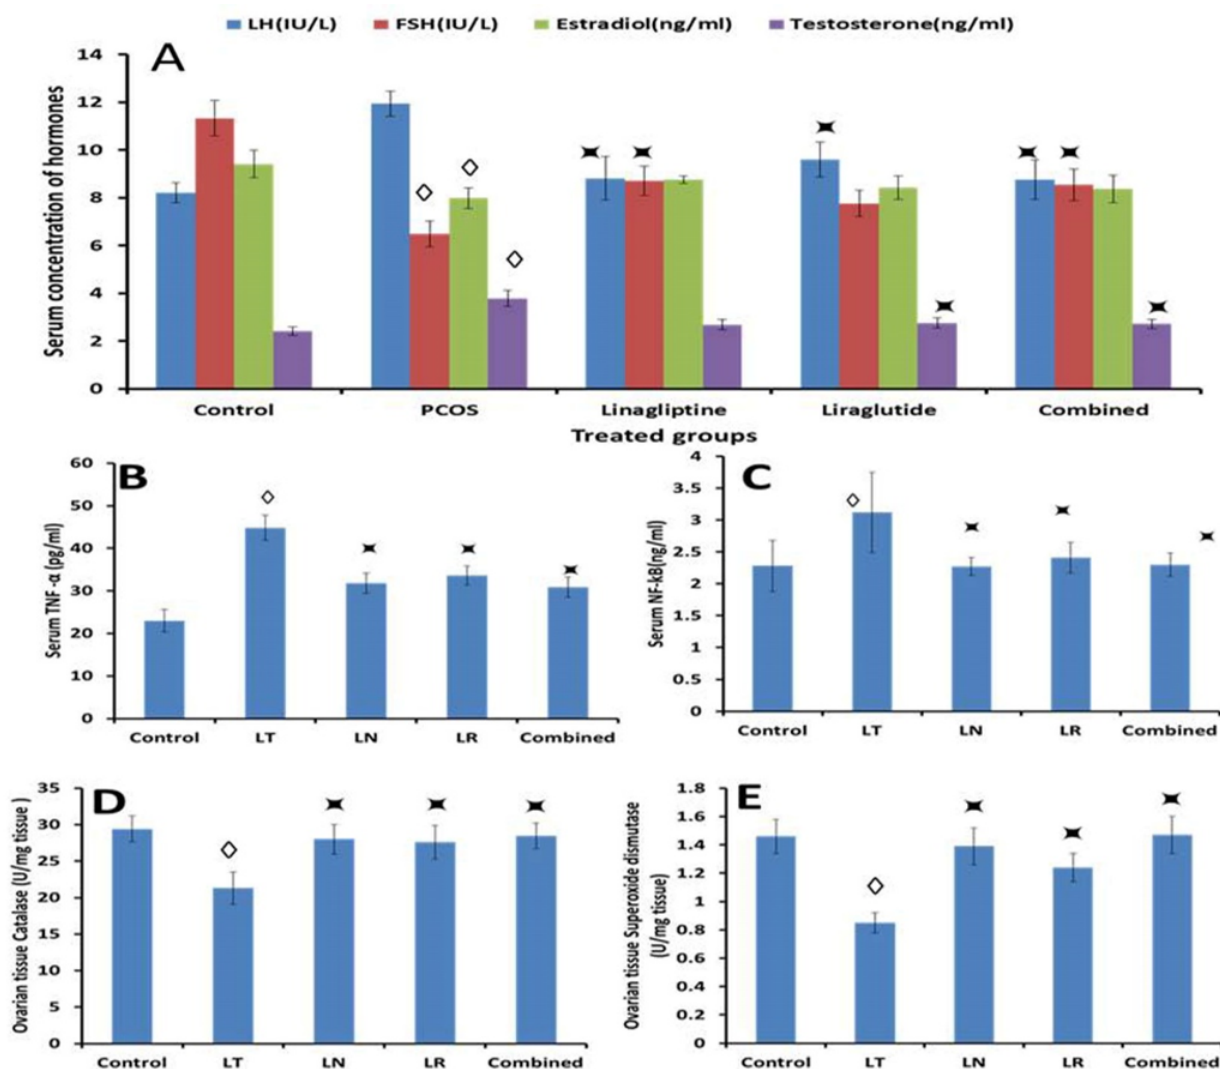 LH(IU/L) FSH(IU/L) Estradiol(ng/ml) Testosterone(ng/ml)
A
Serum concentration of hormones
14
12
10
8
6
4
2
0
Control PCOS Linagliptine Liraglutide Combined
Treated groups
B
Serum TNF -α (pg/ml)
60
50
40
30
20
10
0
Control LT LN LR Combined
C
Serum NF-kB(ng/ml)
4
3.5
3
2.5
2
1.5
1
0.5
0
Control LT LN LR Combined
D
Ovarian tissue Catalase (U/mg tissue )
35
30
25
20
15
10
5
0
Control LT LN LR Combined
E
Ovarian tissue Superoxide dismutase
(U/mg tissue)
1.8
1.6
1.4
1.2
1
0.8
0.6
0.4
0.2
0
Control LT LN LR Combined